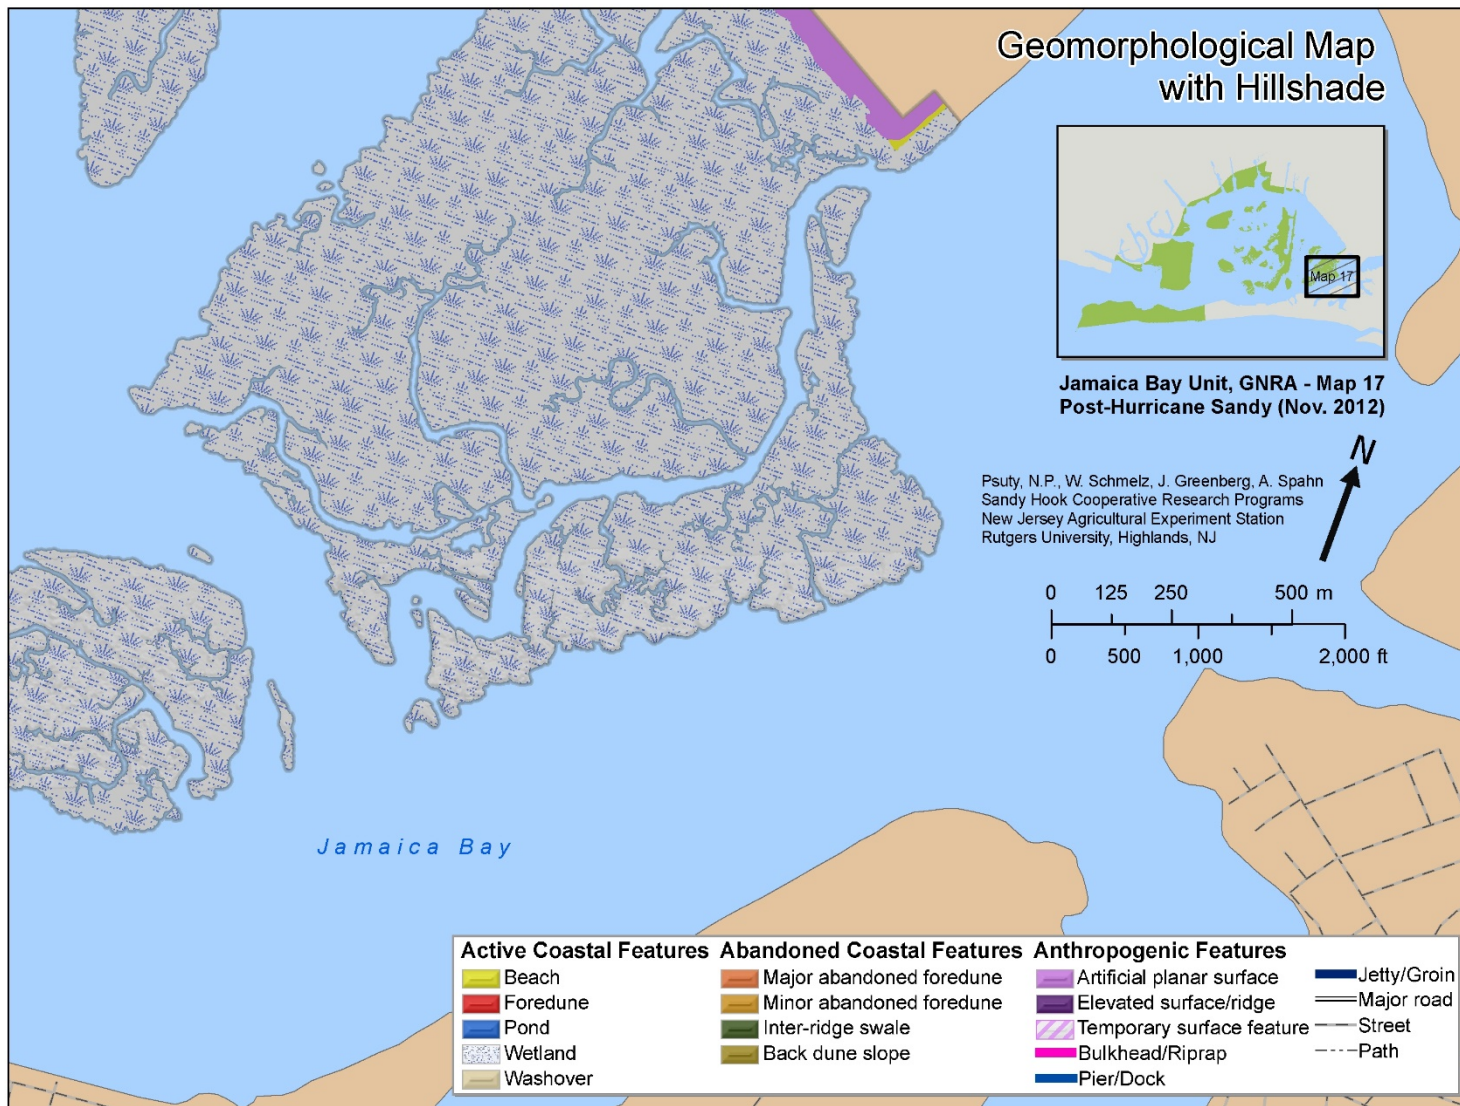 Geomorphological Map
with Hillshade
Map 17
Jamaica Bay Unit, GNRA - Map 17
Post-Hurricane Sandy (Nov. 2012)
N
Psuty, N.P., W. Schmelz, J. Greenberg, A. Spahn
Sandy Hook Cooperative Research Programs
New Jersey Agricultural Experiment Station
Rutgers University, Highlands, NJ
0 125 250 500 m
0 500 1,000 2,000 ft
Jamaica Bay
Active Coastal Features
Beach
Foredune
Pond
Wetland
Washover
Abandoned Coastal Features
Major abandoned foredune
Minor abandoned foredune
Inter-ridge swale
Back dune slope
Anthropogenic Features
Artificial planar surface
Elevated surface/ridge
Temporary surface feature
Bulkhead/Riprap
Pier/Dock
Jetty/Groin
Major road
Street
Path